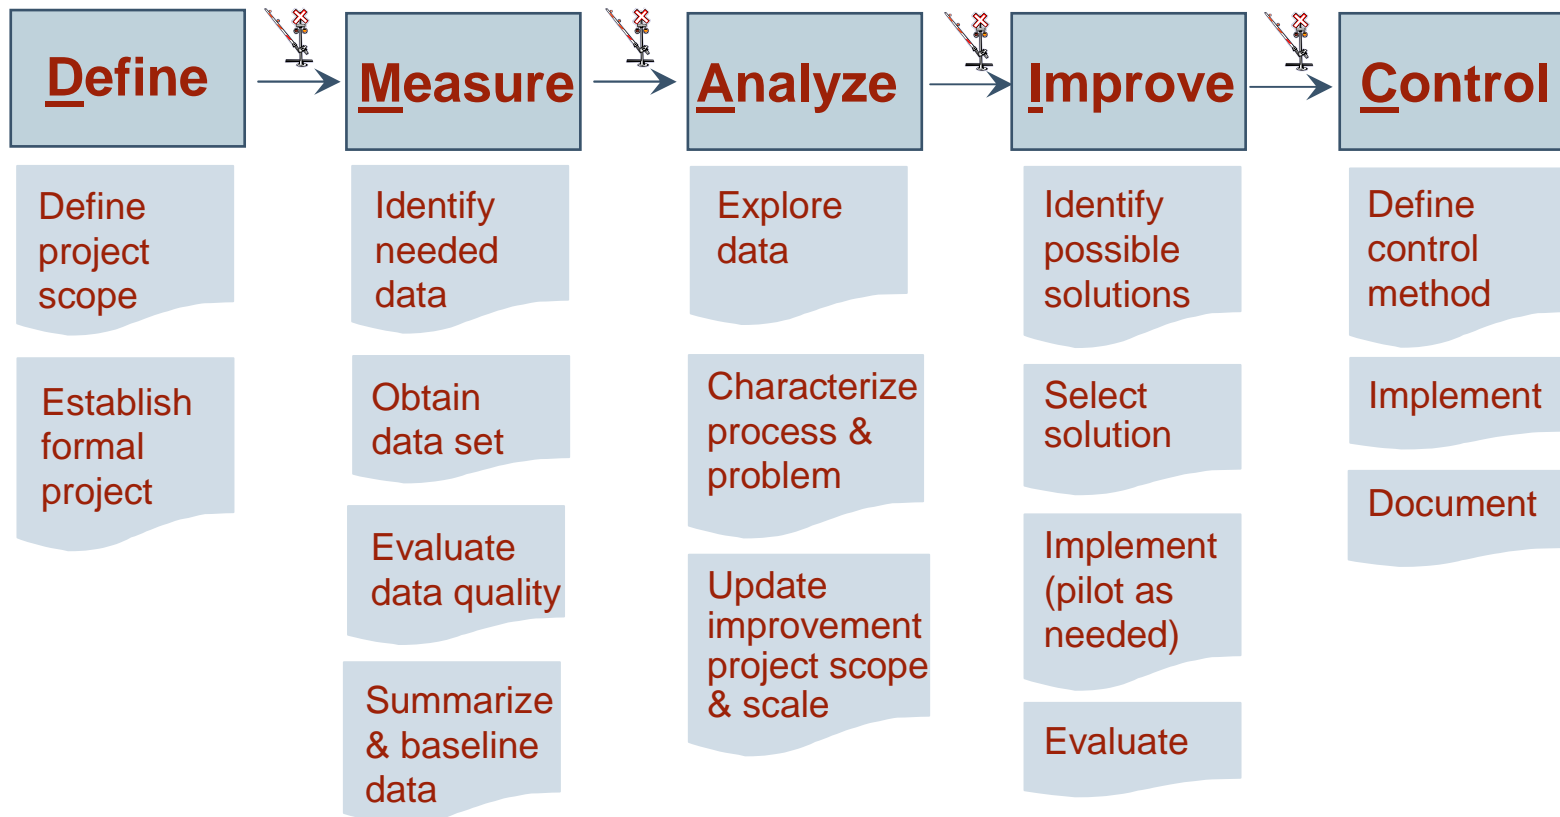 Define
Measure
Analyze
Improve
Control
Define
project
scope
Establish
formal
project
Identify
needed
data
Obtain
data set
Evaluate
data quality
Summarize
& baseline
data
Explore
data
Characterize
process &
problem
Update
improvement
project scope
& scale
Identify
possible
solutions
Select
solution
Implement
(pilot as
needed)
Evaluate
Define
control
method
Implement
Document